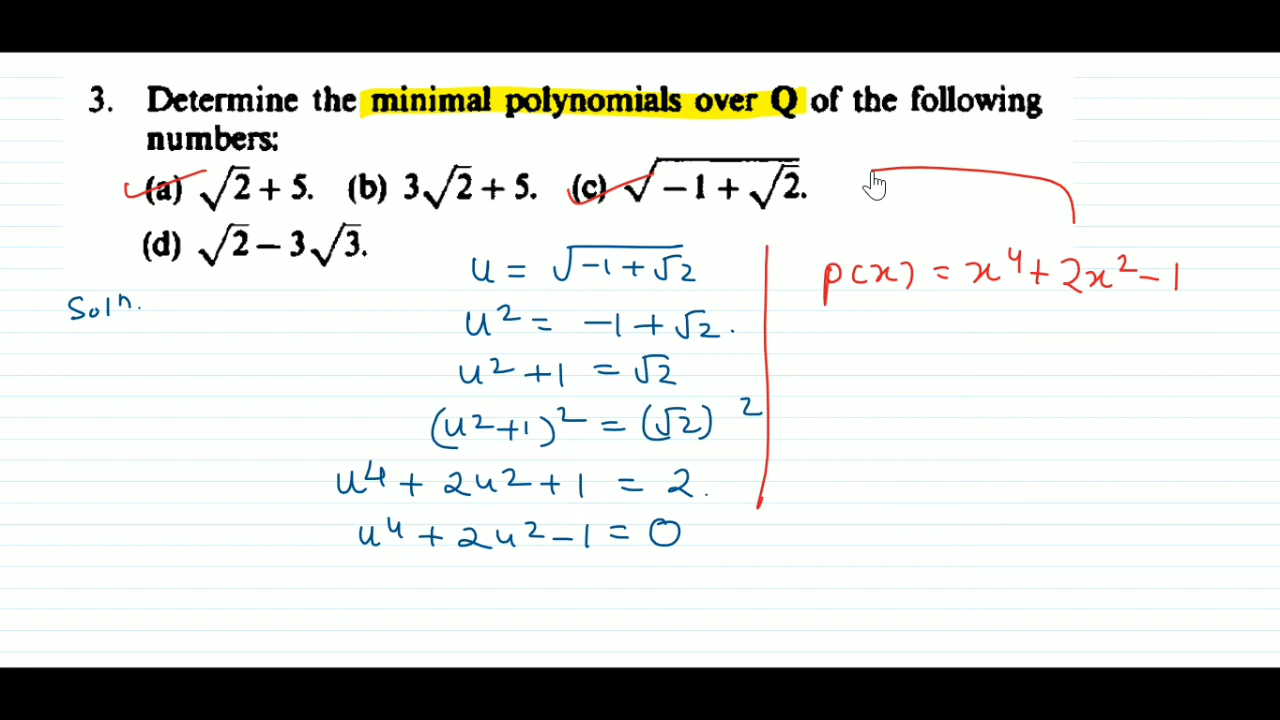 3. Determine the minimal polynomials over Q of the following
numbers:
(a) √2 + 5. (b) 3√2 + 5. (c) √(−1 + √2).
(d) √2 − 3√3.
Soln.
u = √(−1 + √2)
u² = −1 + √2.
u² + 1 = √2
(u² + 1)² = (√2)²
u⁴ + 2u² + 1 = 2.
u⁴ + 2u² − 1 = 0
p(x) = x⁴ + 2x² − 1